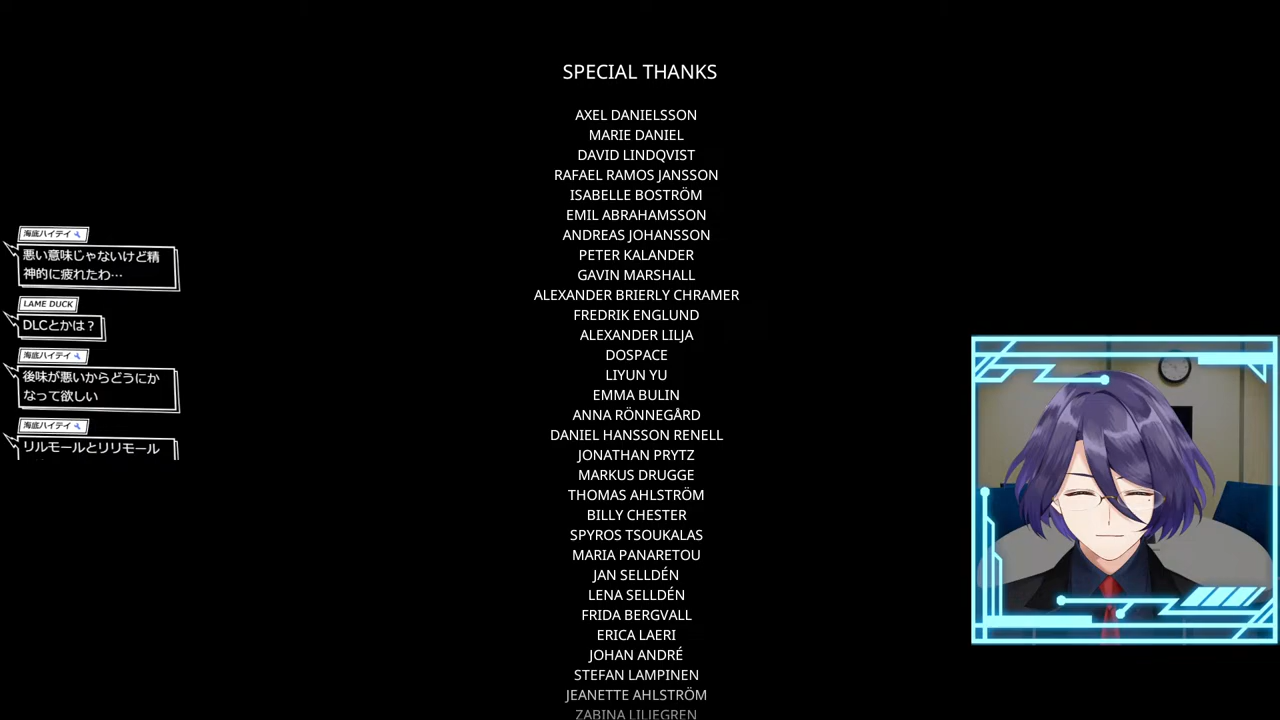 SPECIAL THANKS
AXEL DANIELSSON
MARIE DANIEL
DAVID LINDQVIST
RAFAEL RAMOS JANSSON
ISABELLE BOSTRÖM
EMIL ABRAHAMSSON
ANDREAS JOHANSSON
PETER KALANDER
GAVIN MARSHALL
ALEXANDER BRIERLY CHRAMER
FREDRIK ENGLUND
ALEXANDER LILJA
DOSPACE
LIYUN YU
EMMA BULIN
ANNA RÖNNEGÅRD
DANIEL HANSSON RENELL
JONATHAN PRYTZ
MARKUS DRUGGE
THOMAS AHLSTRÖM
BILLY CHESTER
SPYROS TSOUKALAS
MARIA PANARETOU
JAN SELLDÉN
LENA SELLDÉN
FRIDA BERGVALL
ERICA LAERI
JOHAN ANDRÉ
STEFAN LAMPINEN
JEANETTE AHLSTRÖM
ZABINA LILJEGREN
海底ハイテイ
悪い意味じゃないけど精
神的に疲れたわ…
LAME DUCK
DLCとかは？
海底ハイテイ
後味が悪いからどうにか
なって欲しい
海底ハイテイ
リルモールとリリモール